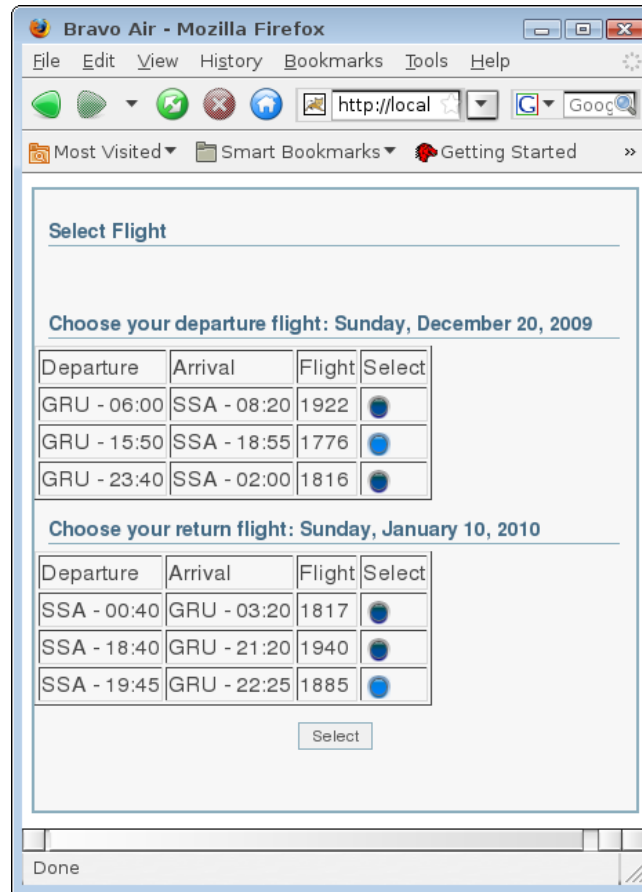 Bravo Air - Mozilla Firefox
File Edit View History Bookmarks Tools Help
http://local G Goog
Most Visited Smart Bookmarks Getting Started »
Select Flight
Choose your departure flight: Sunday, December 20, 2009
Departure Arrival Flight Select
GRU - 06:00 SSA - 08:20 1922
GRU - 15:50 SSA - 18:55 1776
GRU - 23:40 SSA - 02:00 1816
Choose your return flight: Sunday, January 10, 2010
Departure Arrival Flight Select
SSA - 00:40 GRU - 03:20 1817
SSA - 18:40 GRU - 21:20 1940
SSA - 19:45 GRU - 22:25 1885
Select
Done